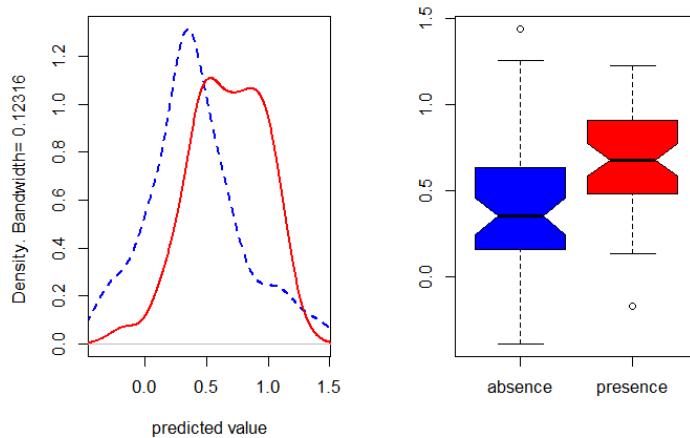 Density. Bandwidth= 0.12316
0.0 0.2 0.4 0.6 0.8 1.0 1.2
0.0 0.5 1.0 1.5
predicted value
0.0 0.5 1.0 1.5
absence presence